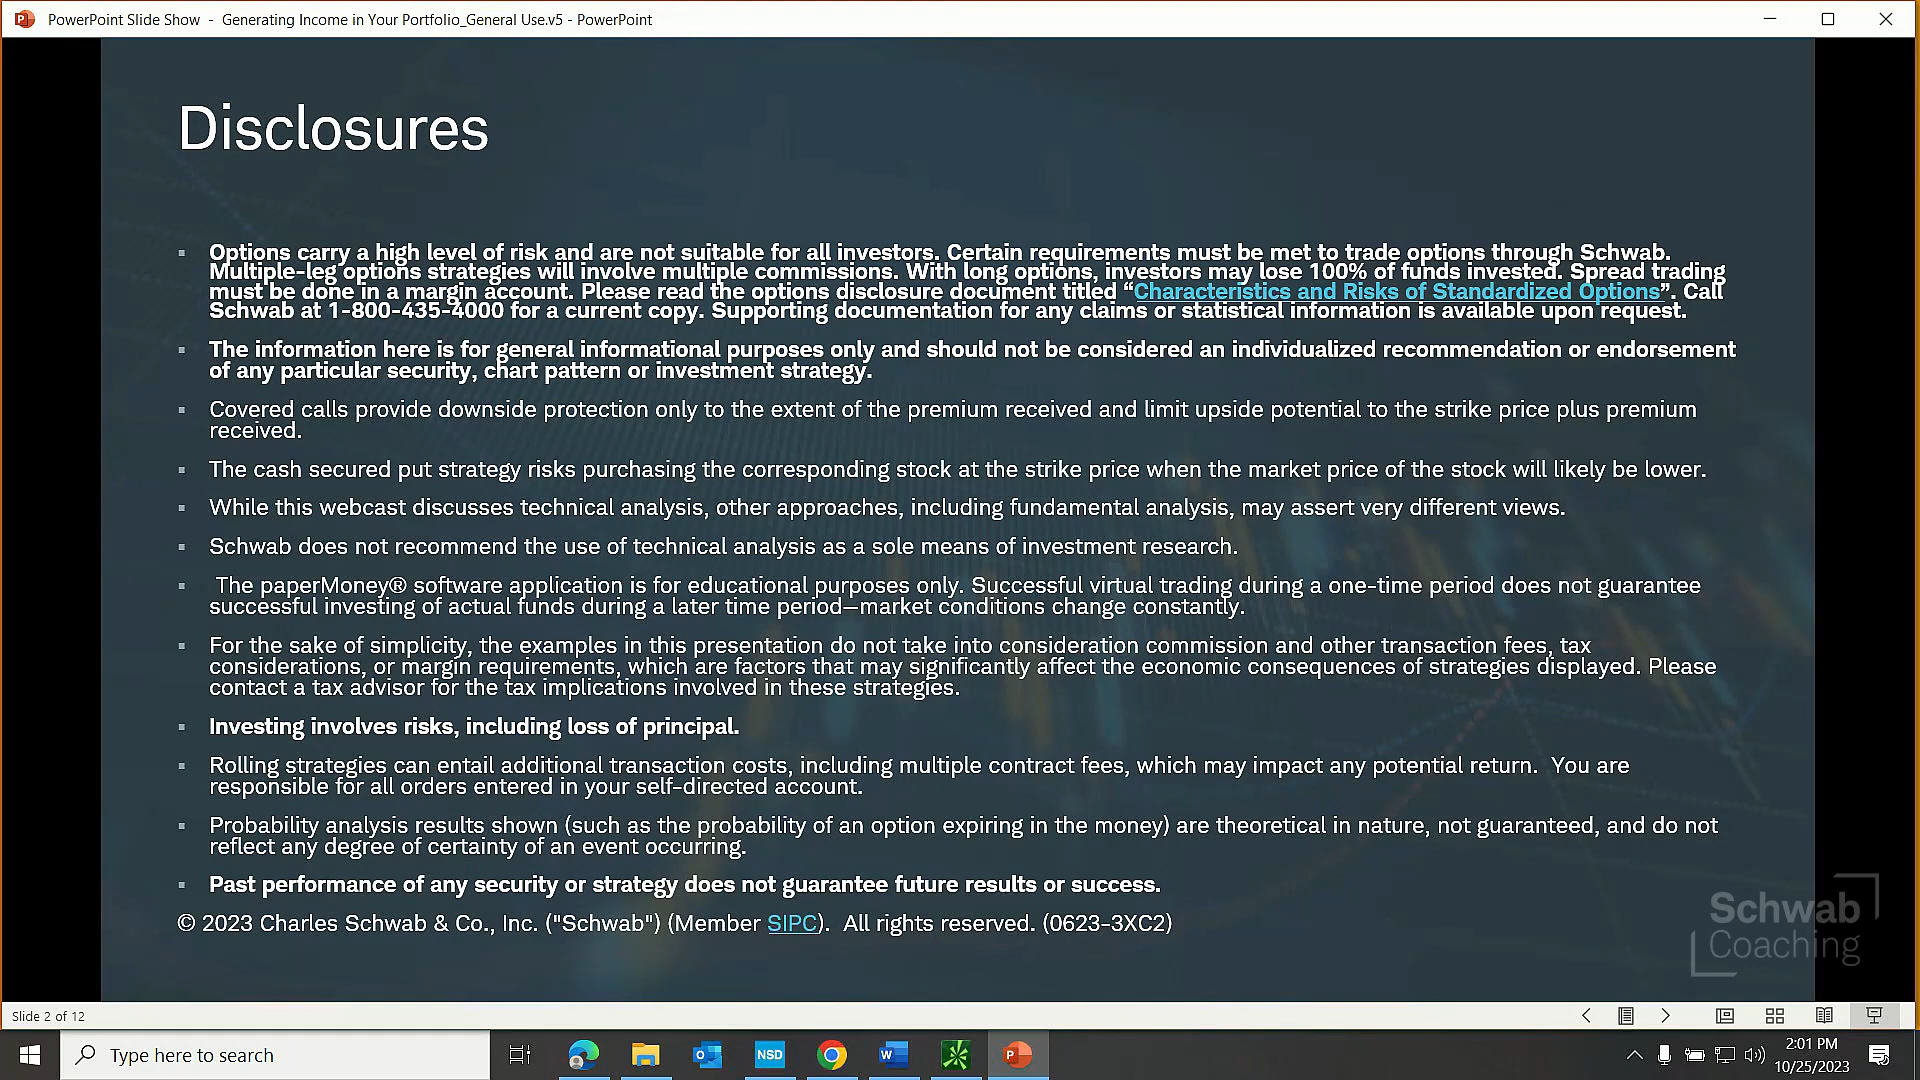 PowerPoint Slide Show - Generating Income in Your Portfolio_General Use.v5 - PowerPoint
Disclosures
Options carry a high level of risk and are not suitable for all investors. Certain requirements must be met to trade options through Schwab.
Multiple-leg options strategies will involve multiple commissions. With long options, investors may lose 100% of funds invested. Spread trading
must be done in a margin account. Please read the options disclosure document titled “Characteristics and Risks of Standardized Options”. Call
Schwab at 1-800-435-4000 for a current copy. Supporting documentation for any claims or statistical information is available upon request.
The information here is for general informational purposes only and should not be considered an individualized recommendation or endorsement
of any particular security, chart pattern or investment strategy.
Covered calls provide downside protection only to the extent of the premium received and limit upside potential to the strike price plus premium
received.
The cash secured put strategy risks purchasing the corresponding stock at the strike price when the market price of the stock will likely be lower.
While this webcast discusses technical analysis, other approaches, including fundamental analysis, may assert very different views.
Schwab does not recommend the use of technical analysis as a sole means of investment research.
The paperMoney® software application is for educational purposes only. Successful virtual trading during a one-time period does not guarantee
successful investing of actual funds during a later time period—market conditions change constantly.
For the sake of simplicity, the examples in this presentation do not take into consideration commission and other transaction fees, tax
considerations, or margin requirements, which are factors that may significantly affect the economic consequences of strategies displayed. Please
contact a tax advisor for the tax implications involved in these strategies.
Investing involves risks, including loss of principal.
Rolling strategies can entail additional transaction costs, including multiple contract fees, which may impact any potential return. You are
responsible for all orders entered in your self-directed account.
Probability analysis results shown (such as the probability of an option expiring in the money) are theoretical in nature, not guaranteed, and do not
reflect any degree of certainty of an event occurring.
Past performance of any security or strategy does not guarantee future results or success.
© 2023 Charles Schwab & Co., Inc. ("Schwab") (Member SIPC). All rights reserved. (0623-3XC2)
Schwab
Coaching
Slide 2 of 12
Type here to search
NSD
2:01 PM
10/25/2023